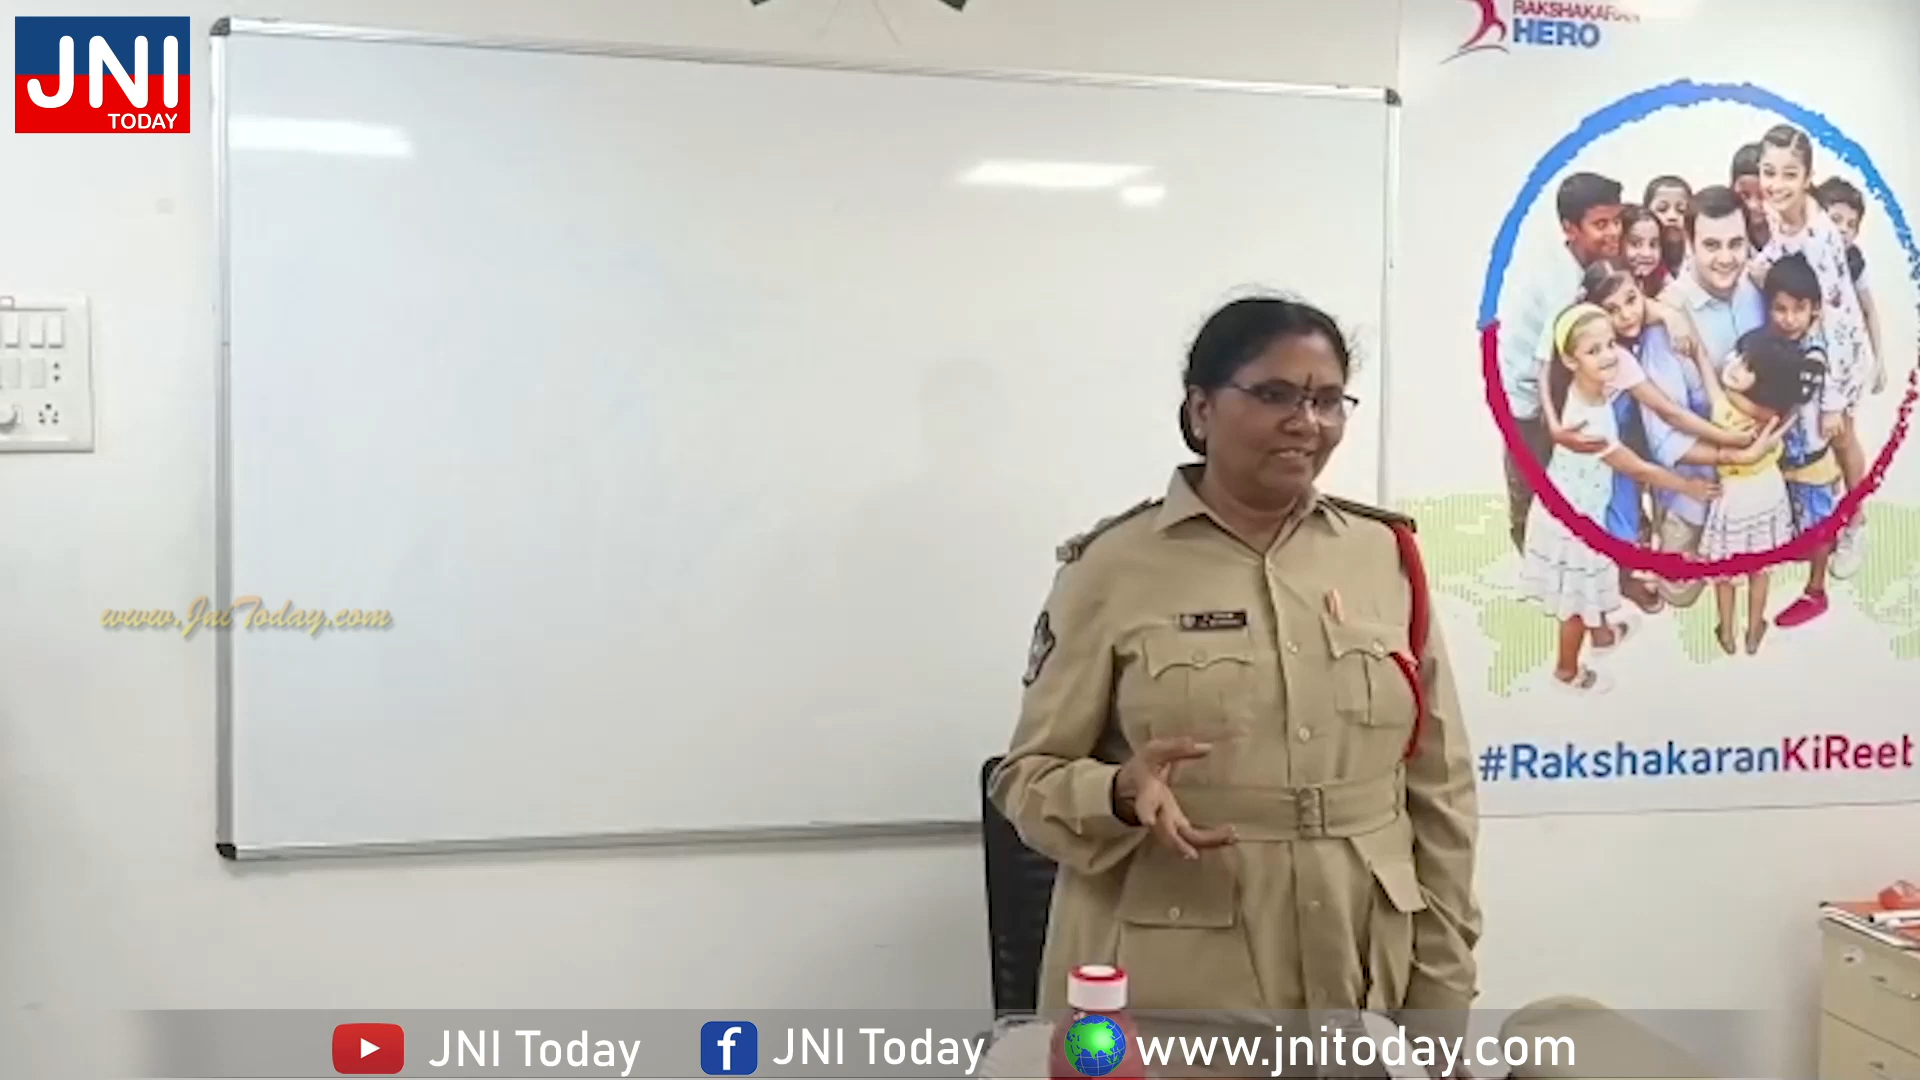 JNI
TODAY
RAKSHAKARAN
HERO
www.JniToday.com
#RakshakaranKiReet
JNI Today
JNI Today
www.jnitoday.com